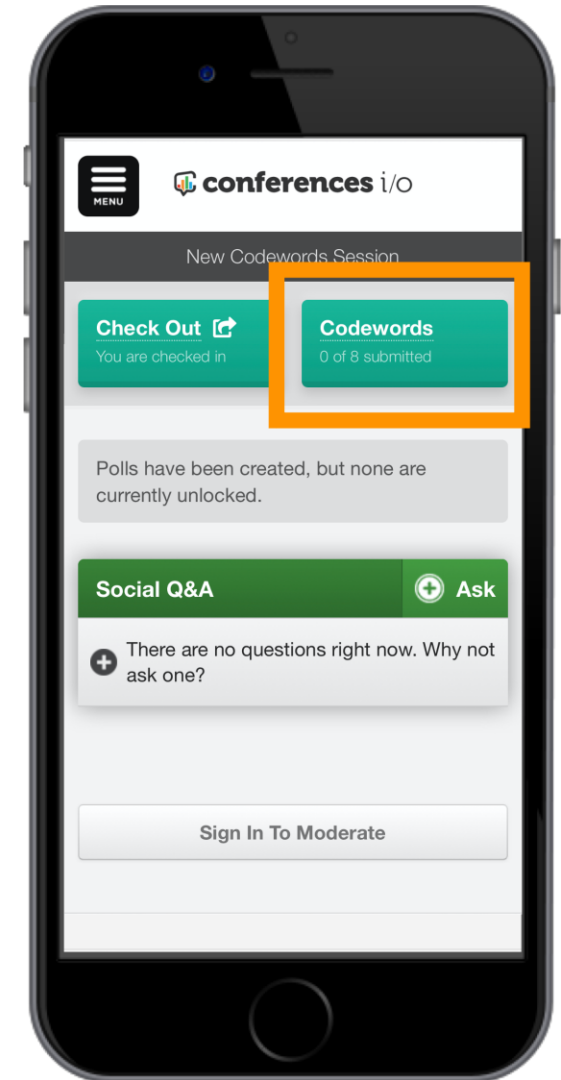 MENU
conferences i/o
New Codewords Session
Check Out
You are checked in
Codewords
0 of 8 submitted
Polls have been created, but none are
currently unlocked.
Social Q&A
Ask
There are no questions right now. Why not
ask one?
Sign In To Moderate